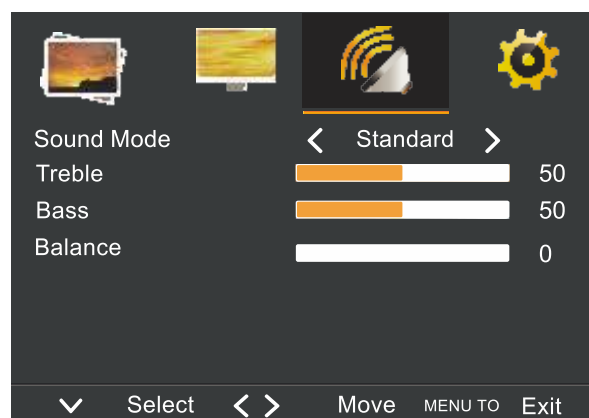 Sound Mode < Standard >
Treble 50
Bass 50
Balance 0
Select < > Move MENU TO Exit